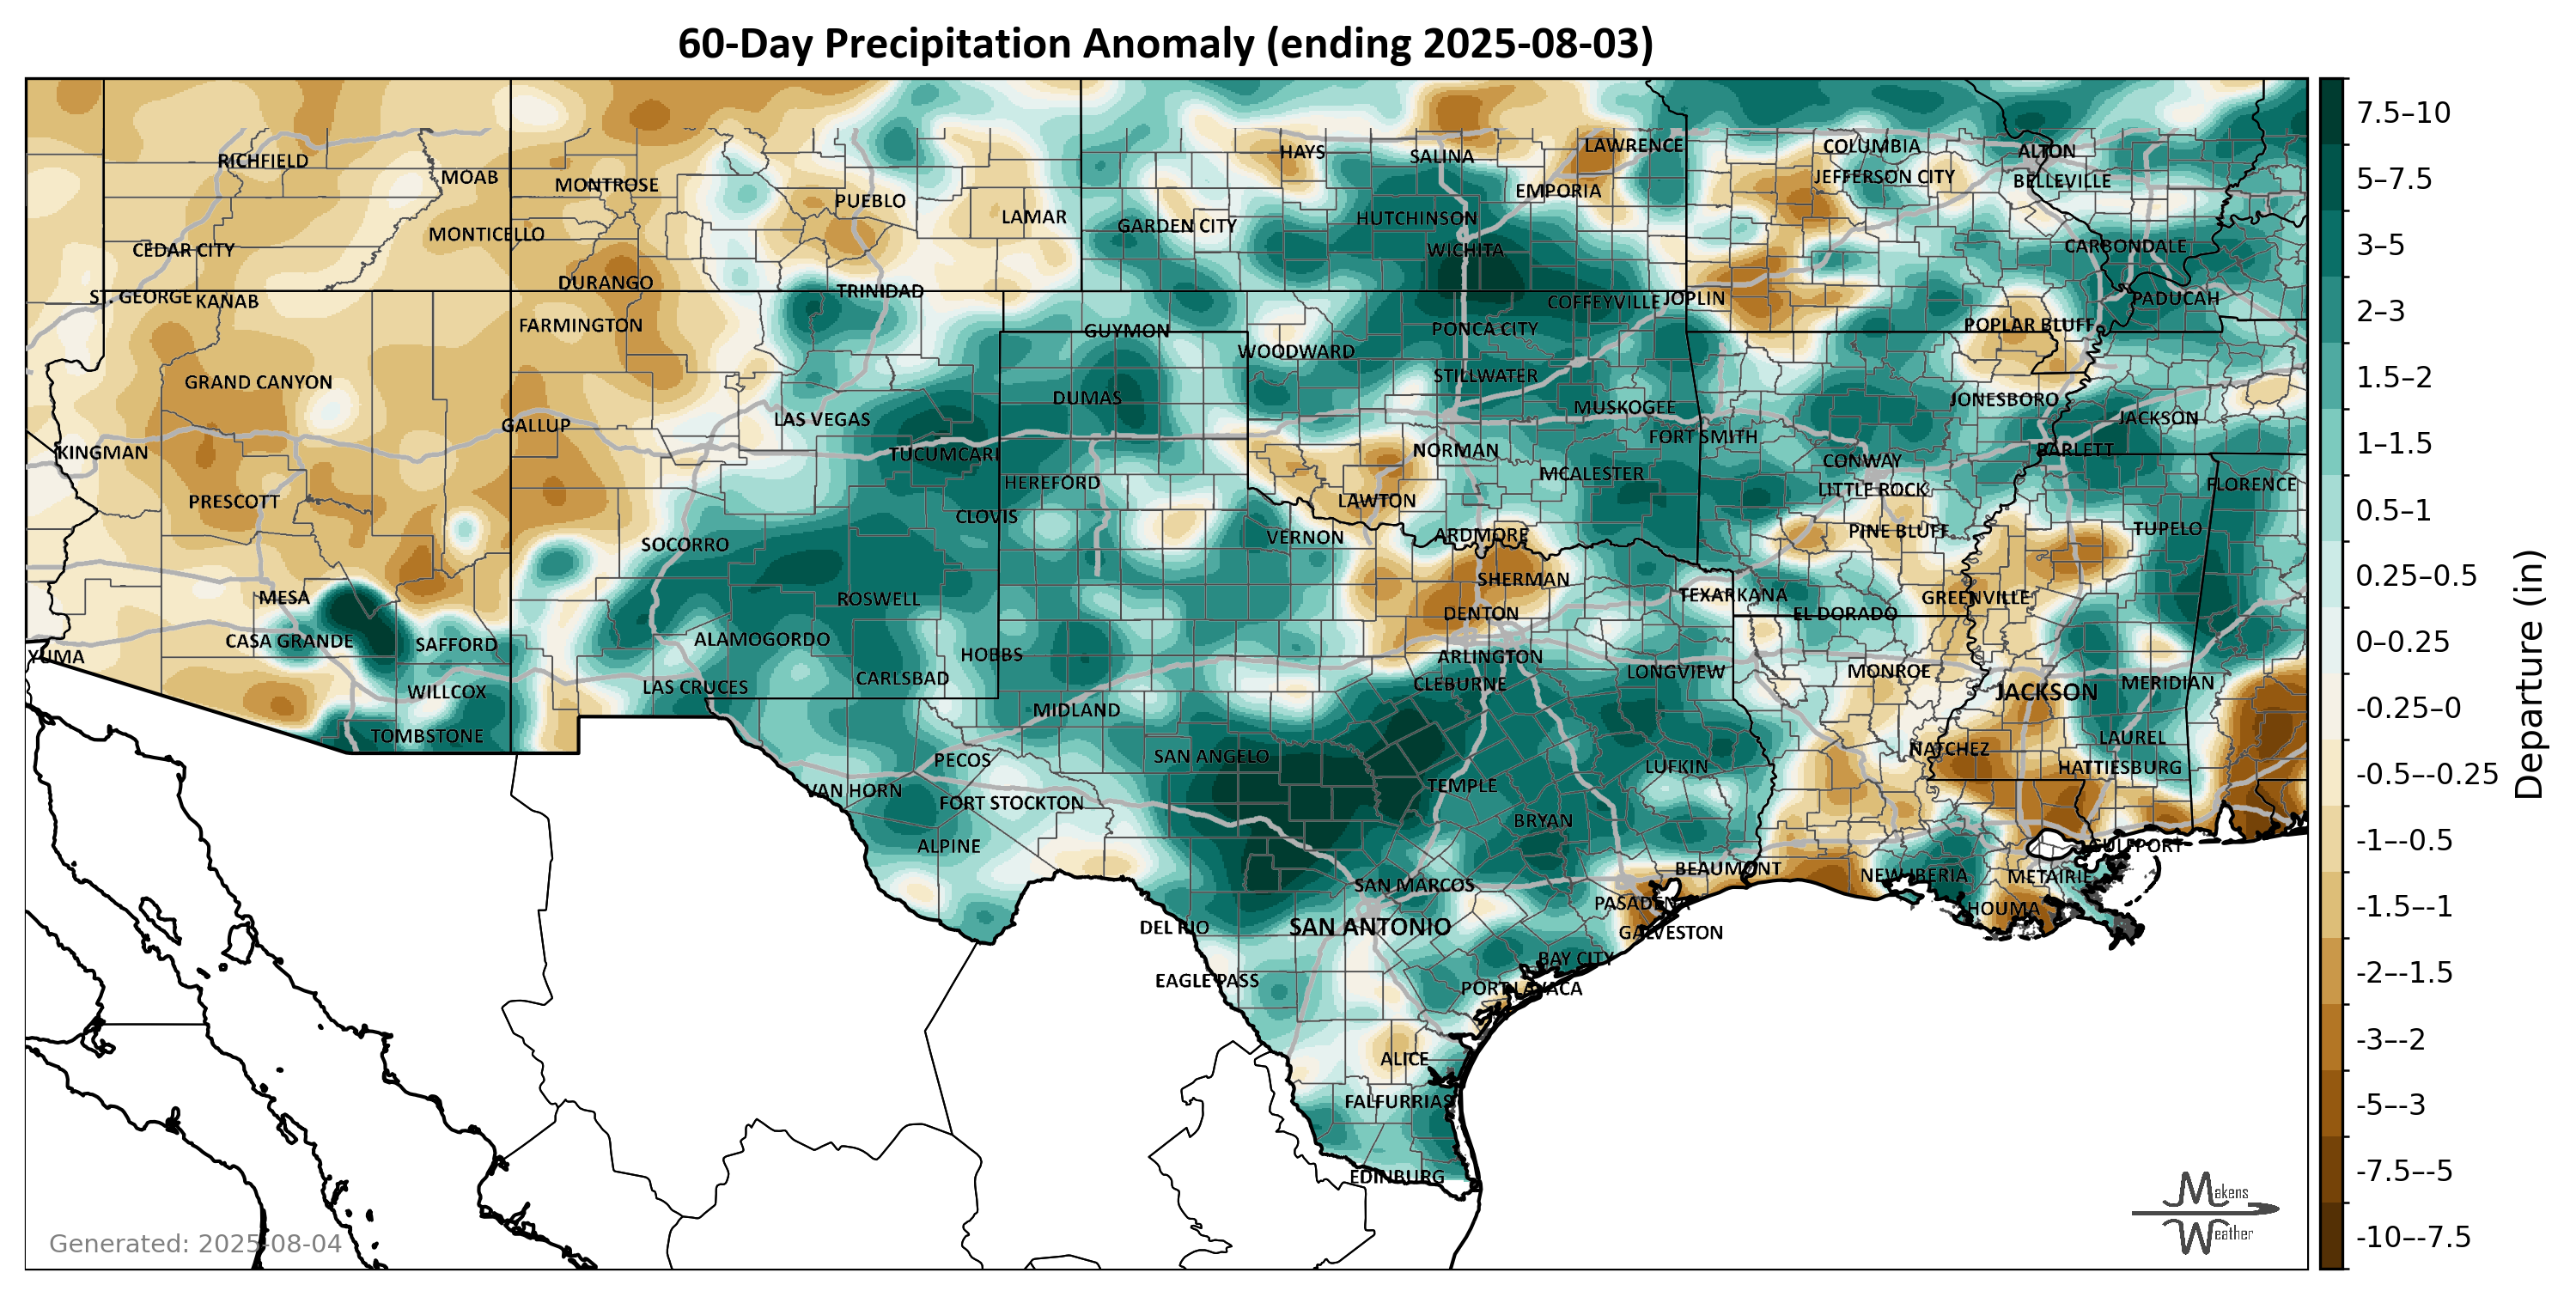 60-Day Precipitation Anomaly (ending 2025-08-03)
RICHFIELD
MOAB
MONTROSE
PUEBLO
LAMAR
HAYS
SALINA
LAWRENCE
EMPORIA
COLUMBIA
JEFFERSON CITY
ALTON
BELLEVILLE
CEDAR CITY
MONTICELLO
GARDEN CITY
HUTCHINSON
WICHITA
CARBONDALE
ST. GEORGE
KANAB
DURANGO
TRINIDAD
COFFEYVILLE
JOPLIN
PADUCAH
FARMINGTON
GUYMON
PONCA CITY
POPLAR BLUFF
WOODWARD
GRAND CANYON
DUMAS
STILLWATER
GALLUP
LAS VEGAS
MUSKOGEE
JONESBORO
JACKSON
KINGMAN
TUCUMCARI
NORMAN
FORT SMITH
BARLETT
PRESCOTT
HEREFORD
LAWTON
MCALESTER
CONWAY
LITTLE ROCK
FLORENCE
CLOVIS
SOCORRO
VERNON
ARDMORE
PINE BLUFF
TUPELO
MESA
ROSWELL
SHERMAN
DENTON
TEXARKANA
EL DORADO
GREENVILLE
CASA GRANDE
SAFFORD
ALAMOGORDO
HOBBS
ARLINGTON
YUMA
WILLCOX
LAS CRUCES
CARLSBAD
CLEBURNE
LONGVIEW
MONROE
JACKSON
MERIDIAN
TOMBSTONE
MIDLAND
PECOS
SAN ANGELO
TEMPLE
LUFKIN
NATCHEZ
LAUREL
HATTIESBURG
VAN HORN
FORT STOCKTON
BRYAN
ALPINE
BEAUMONT
NEW IBERIA
METAIRIE
GULFPORT
SAN MARCOS
PASADENA
HOUMA
DEL RIO
SAN ANTONIO
GALVESTON
EAGLE PASS
BAY CITY
PORT LAVACA
ALICE
FALFURRIAS
EDINBURG
Generated: 2025-08-04
Makens
Weather
7.5–10
5–7.5
3–5
2–3
1.5–2
1–1.5
0.5–1
0.25–0.5
0–0.25
-0.25–0
-0.5–-0.25
-1–-0.5
-1.5–-1
-2–-1.5
-3–-2
-5–-3
-7.5–-5
-10–-7.5
Departure (in)